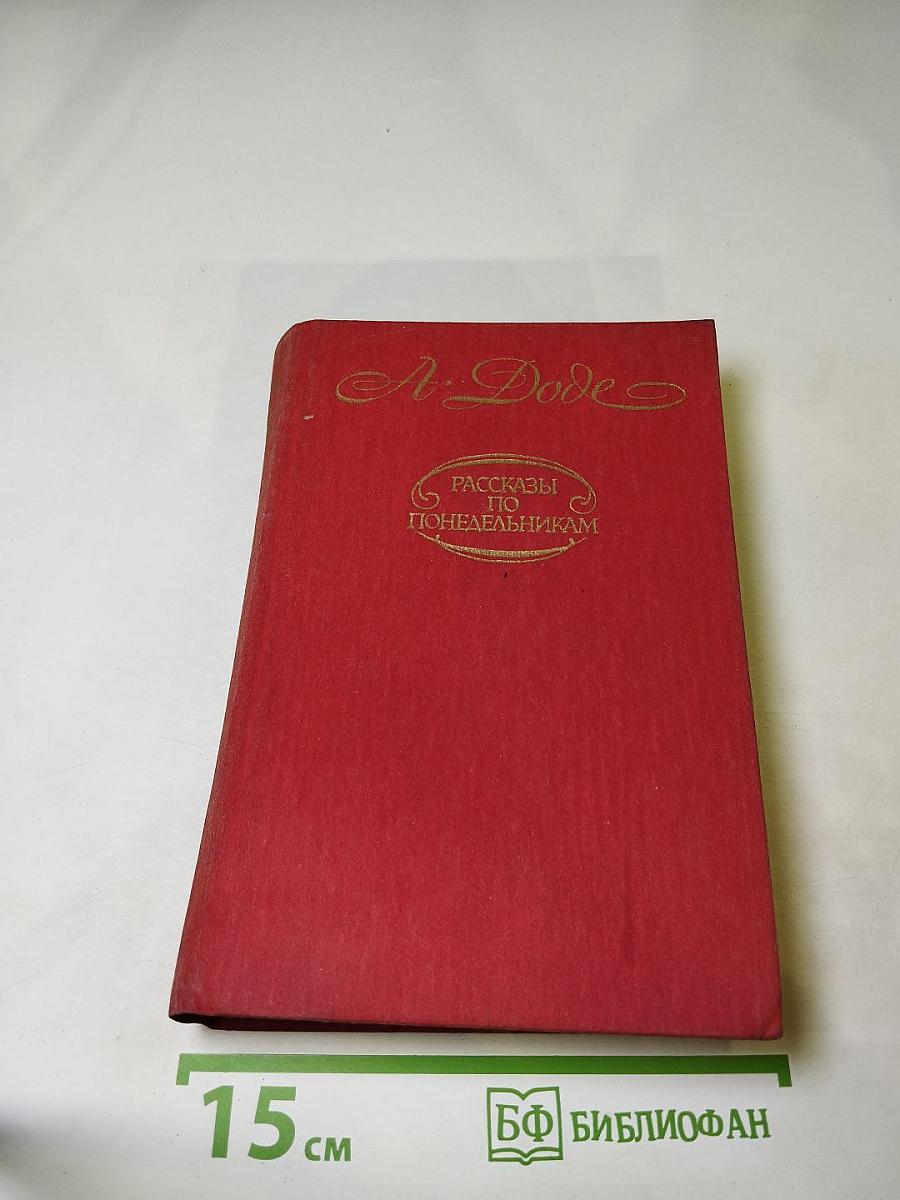 А. Доде
РАССКАЗЫ
ПО
ПОНЕДЕЛЬНИКАМ
15 см
БФ БИБЛИОФАН